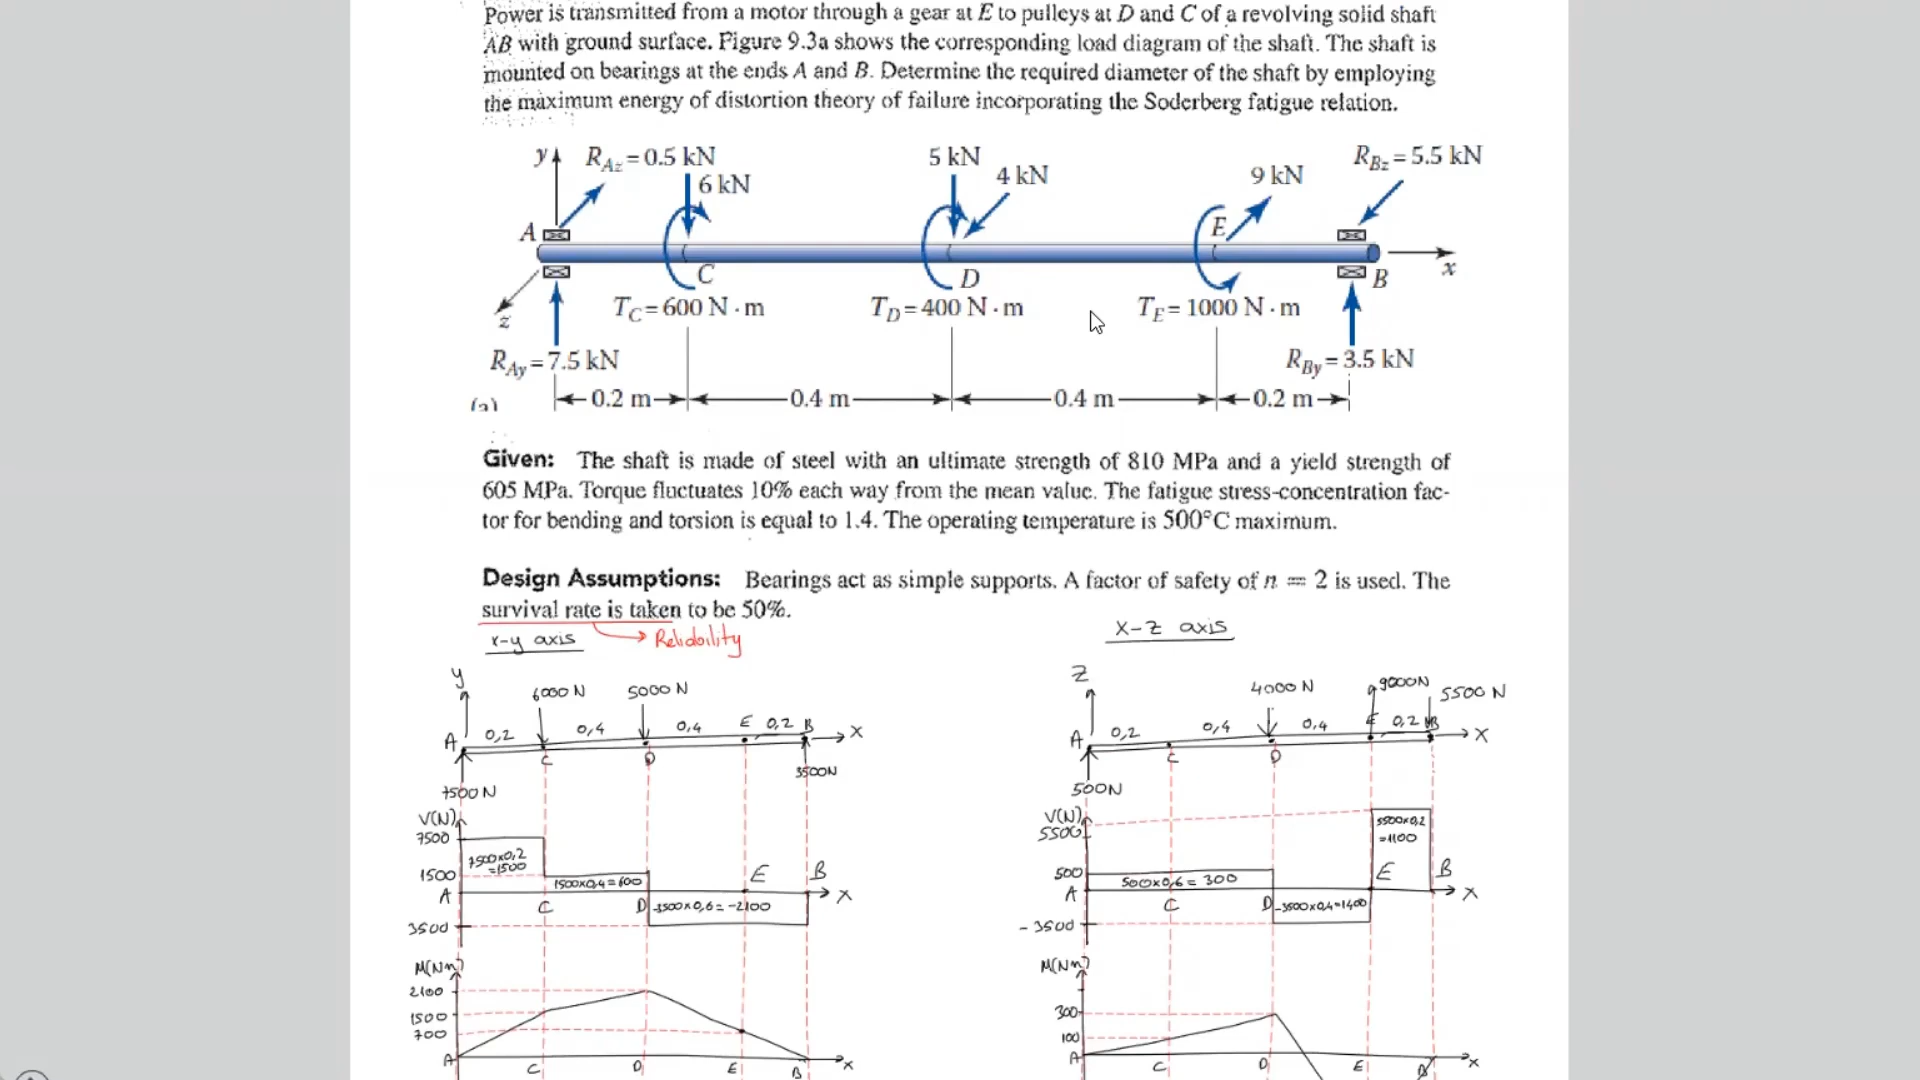 Power is transmitted from a motor through a gear at E to pulleys at D and C of a revolving solid shaft
AB with ground surface. Figure 9.3a shows the corresponding load diagram of the shaft. The shaft is
mounted on bearings at the ends A and B. Determine the required diameter of the shaft by employing
the maximum energy of distortion theory of failure incorporating the Soderberg fatigue relation.
y R_Az = 0.5 kN
6 kN
5 kN
4 kN
9 kN
R_Bz = 5.5 kN
A
E
C
D
B
x
z
T_C = 600 N · m
T_D = 400 N · m
T_E = 1000 N · m
R_Ay = 7.5 kN
R_By = 3.5 kN
(a)
0.2 m
0.4 m
0.4 m
0.2 m
Given: The shaft is made of steel with an ultimate strength of 810 MPa and a yield strength of
605 MPa. Torque fluctuates 10% each way from the mean value. The fatigue stress-concentration fac-
tor for bending and torsion is equal to 1.4. The operating temperature is 500°C maximum.
Design Assumptions: Bearings act as simple supports. A factor of safety of n = 2 is used. The
survival rate is taken to be 50%.
x-y axis
→ Reliability
x-z axis
y
6000 N
5000 N
A 0,2 0,4 0,4 E 0,2 B X
C D
7500 N
3500N
V(N)
7500
7500x0,2
=1500
1500
1500x0,4=600
E B
A X
C D
-3500x0,6=-2100
3500
M(Nm)
2100
1500
700
A C D E B x
Z
4000 N
9000N
5500 N
A 0,2 0,4 0,4 E 0,2 B X
C D
500N
V(N)
5500
5500x0,2
=1100
500
500x0,6=300
E B
A X
C D
-3500x0,4=1400
-3500
M(Nm)
300
100
A C D E B x